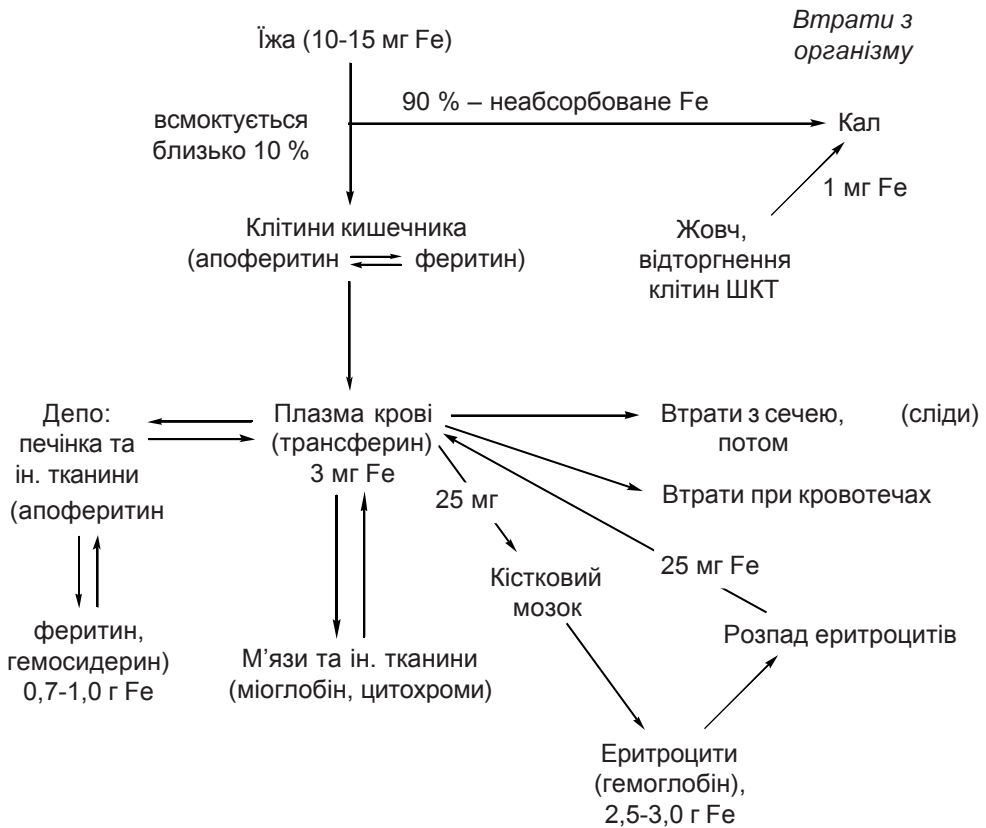 Їжа (10-15 мг Fe)
Втрати з
організму
90 % – неабсорбоване Fe
всмоктується
близько 10 %
Кал
1 мг Fe
Клітини кишечника
(апоферитин феритин)
Жовч,
відторгнення
клітин ШКТ
Депо:
печінка та
ін. тканини
(апоферитин
Плазма крові
(трансферин)
3 мг Fe
Втрати з сечею, (сліди)
потом
Втрати при кровотечах
25 мг
25 мг Fe
Кістковий
мозок
Розпад еритроцитів
феритин,
гемосидерин)
0,7-1,0 г Fe
М’язи та ін. тканини
(міоглобін, цитохроми)
Еритроцити
(гемоглобін),
2,5-3,0 г Fe